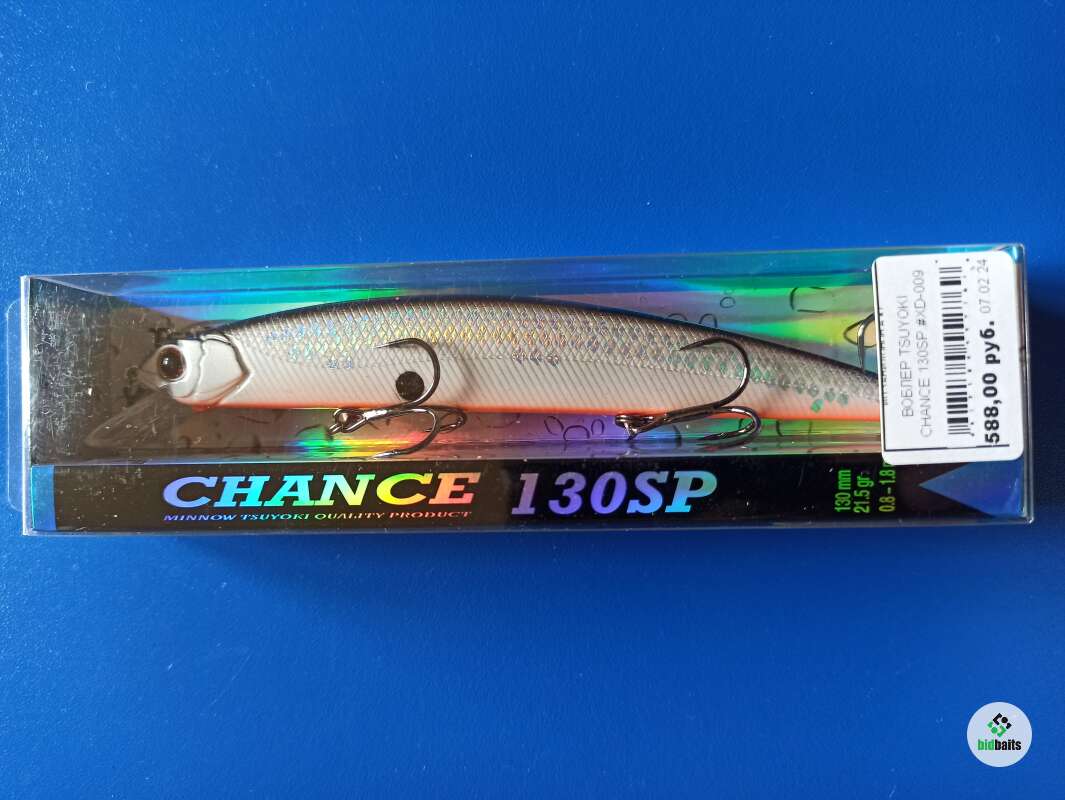 ВОБЛЕР TSUYOKI
CHANCE 130SP #XD-009
588,00 руб. 07 02 24
CHANCE 130SP
MINNOW TSUYOKI QUALITY PRODUCT
130 mm
21.5 gr
0.8 – 1.8
bidbaits